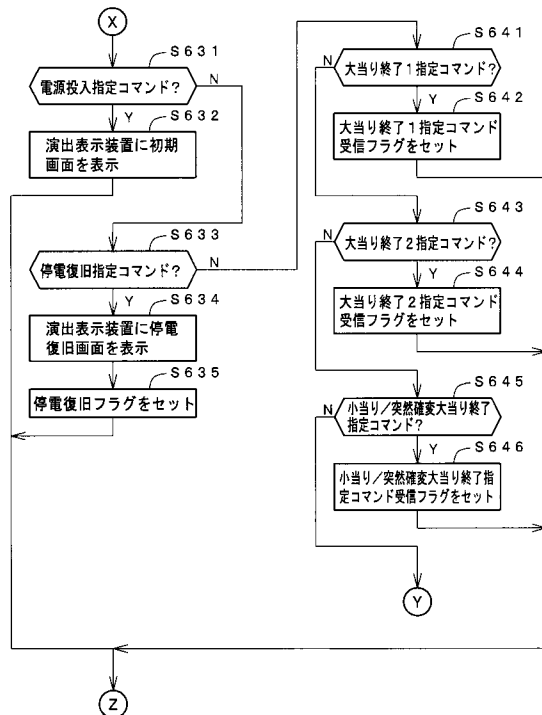 X
S631
電源投入指定コマンド?
N
Y
S632
演出表示装置に初期
画面を表示
S633
停電復旧指定コマンド?
N
Y
S634
演出表示装置に停電
復旧画面を表示
S635
停電復旧フラグをセット
S641
N
大当り終了1指定コマンド?
Y
S642
大当り終了1指定コマンド
受信フラグをセット
S643
N
大当り終了2指定コマンド?
Y
S644
大当り終了2指定コマンド
受信フラグをセット
S645
N
小当り/突然確変大当り終了
指定コマンド?
Y
S646
小当り/突然確変大当り終了指
定コマンド受信フラグをセット
Y
Z